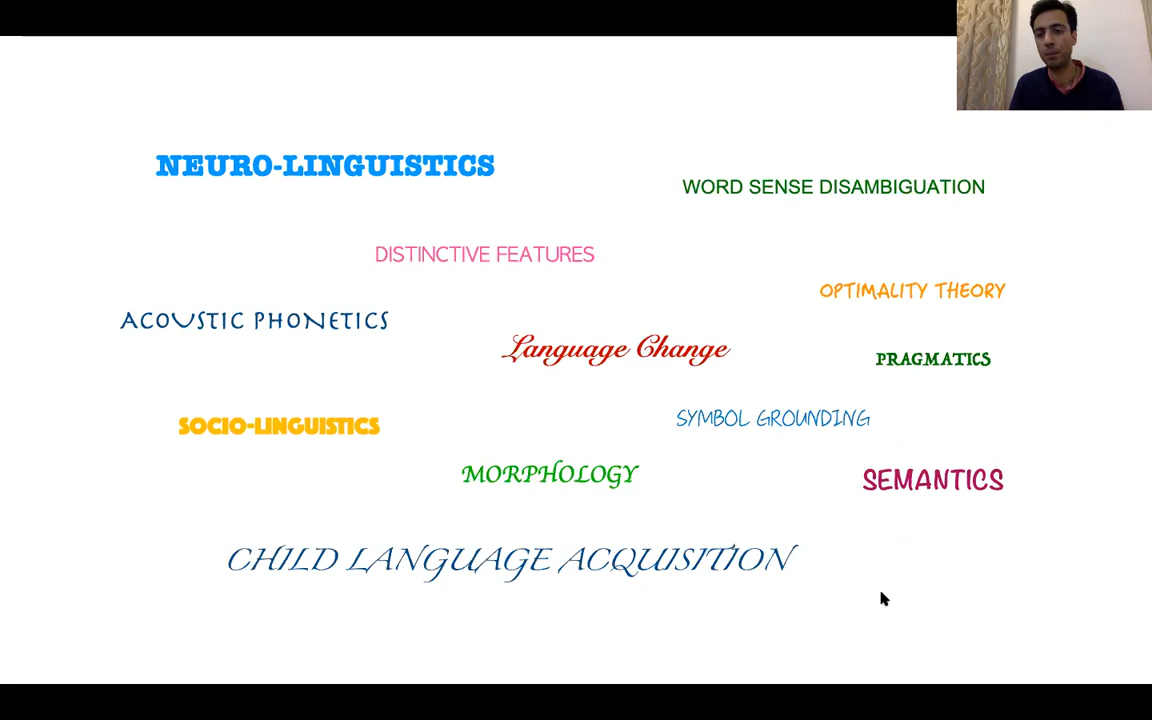 NEURO-LINGUISTICS
WORD SENSE DISAMBIGUATION
DISTINCTIVE FEATURES
OPTIMALITY THEORY
ACOUSTIC PHONETICS
Language Change
PRAGMATICS
SOCIO-LINGUISTICS
SYMBOL GROUNDING
MORPHOLOGY
SEMANTICS
CHILD LANGUAGE ACQUISITION